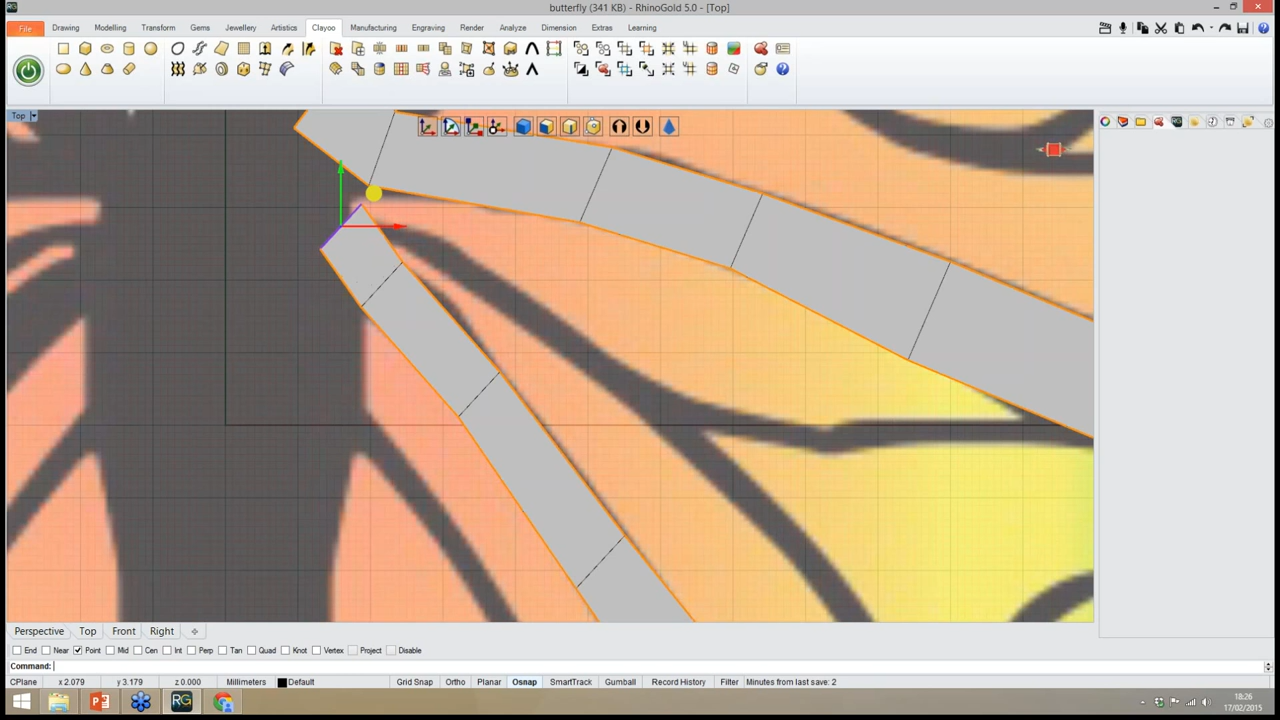 butterfly (341 KB) - RhinoGold 5.0 - [Top]
File Drawing Modelling Transform Gems Jewellery Artistics Clayoo Manufacturing Engraving Render Analyze Dimension Extras Learning
Top
Perspective Top Front Right
End Near Point Mid Cen Int Perp Tan Quad Knot Vertex Project Disable
Command:
CPlane x 2.079 y 3.179 z 0.000 Millimeters Default Grid Snap Ortho Planar Osnap SmartTrack Gumball Record History Filter Minutes from last save: 2
RG
18:26
17/02/2015